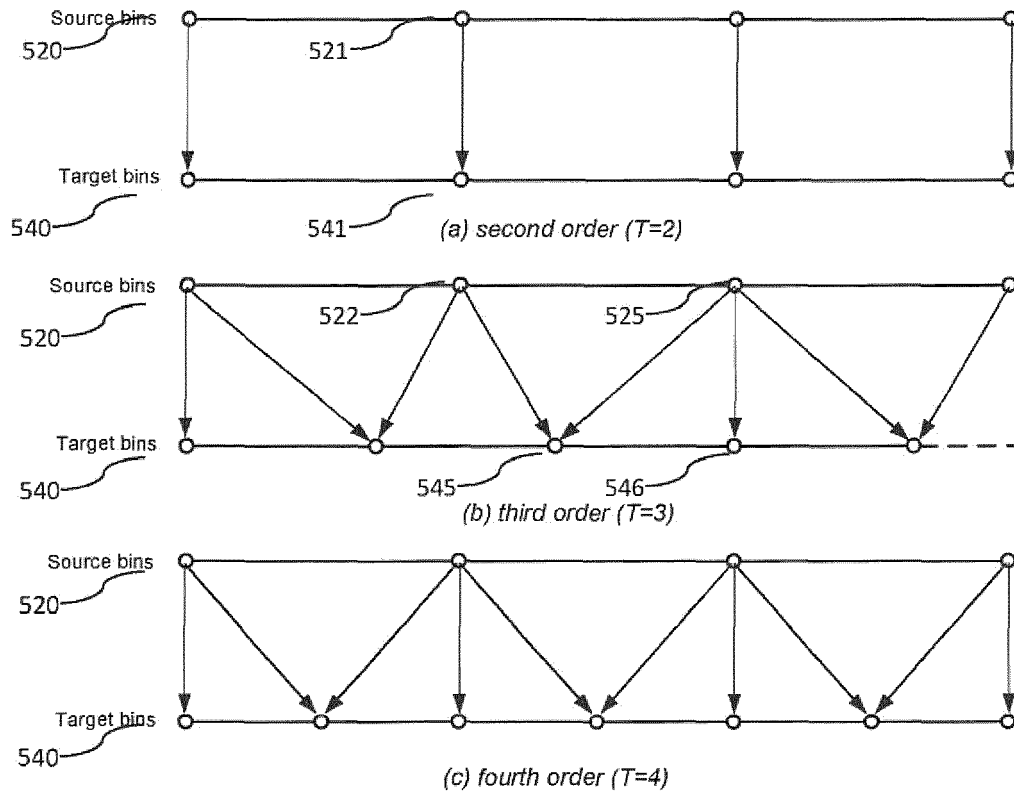 Source bins
520
521
Target bins
540
541
(a) second order (T=2)
Source bins
520
522
525
Target bins
540
545
546
(b) third order (T=3)
Source bins
520
Target bins
540
(c) fourth order (T=4)